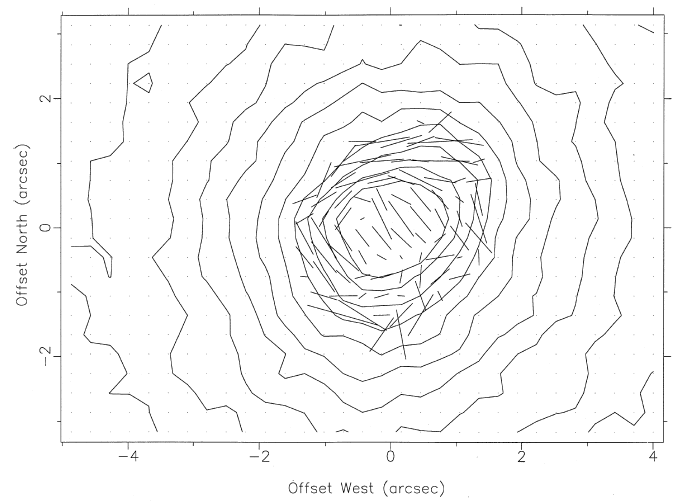 2
0
−2
Offset North (arcsec)
−4 −2 0 2 4
Offset West (arcsec)